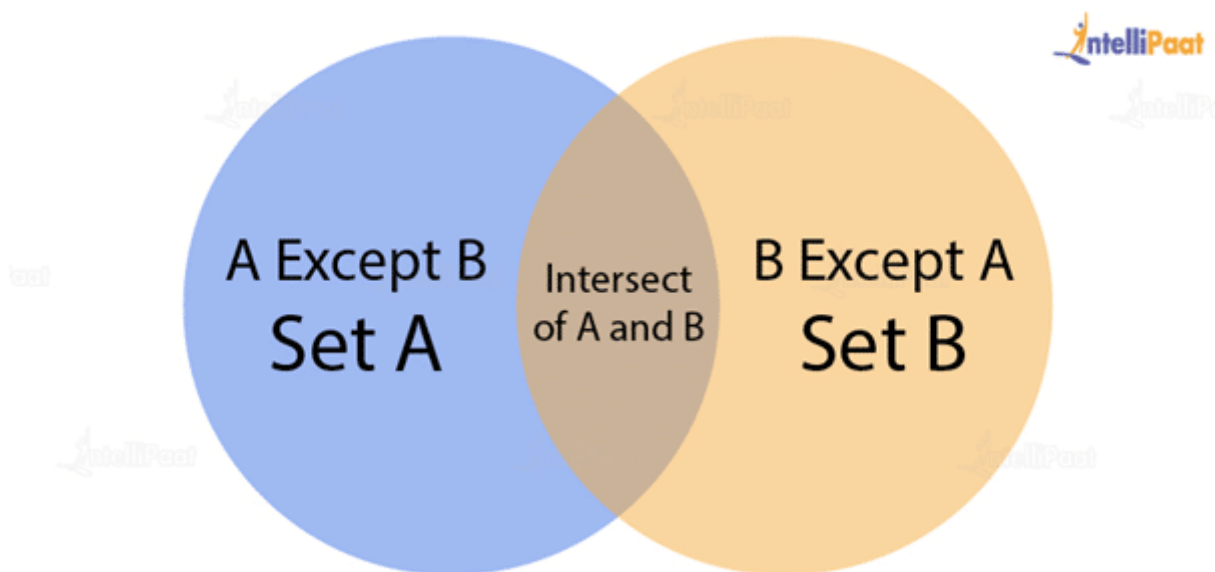 IntelliPaat
A Except B
Set A
Intersect
of A and B
B Except A
Set B